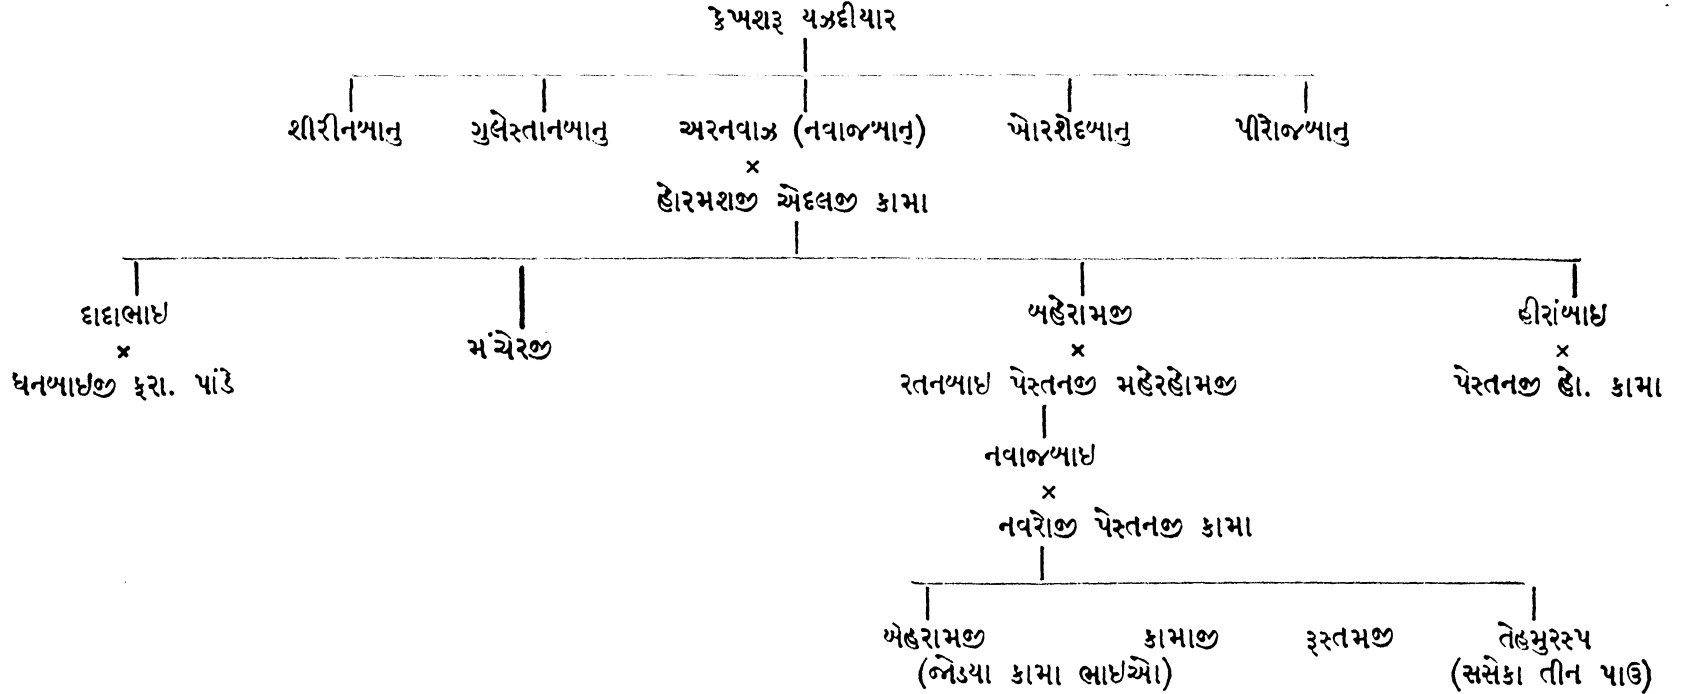 કેખશરૂ યઝદીયાર
શીરીનબાનુ ગુલેસ્તાનબાનુ અરનવાઝ (નવાજબાનુ) ખોરશેદબાનુ પીરોજબાનુ
×
હોરમશજી એદલજી કામા
દાદાભાઇ મંચેરજી બહેરામજી હીરાંબાઇ
× × ×
ધનબાઇજી ફરા. પાંડે રતનબાઇ પેસ્તનજી મહેરહોમજી પેસ્તનજી હો. કામા
નવાજબાઇ
×
નવરોજી પેસ્તનજી કામા
બેહરામજી કામાજી રૂસ્તમજી તેહમુરસ્પ
(જોડયા કામા ભાઇઓ) (સસેકા તીન પાઉ)